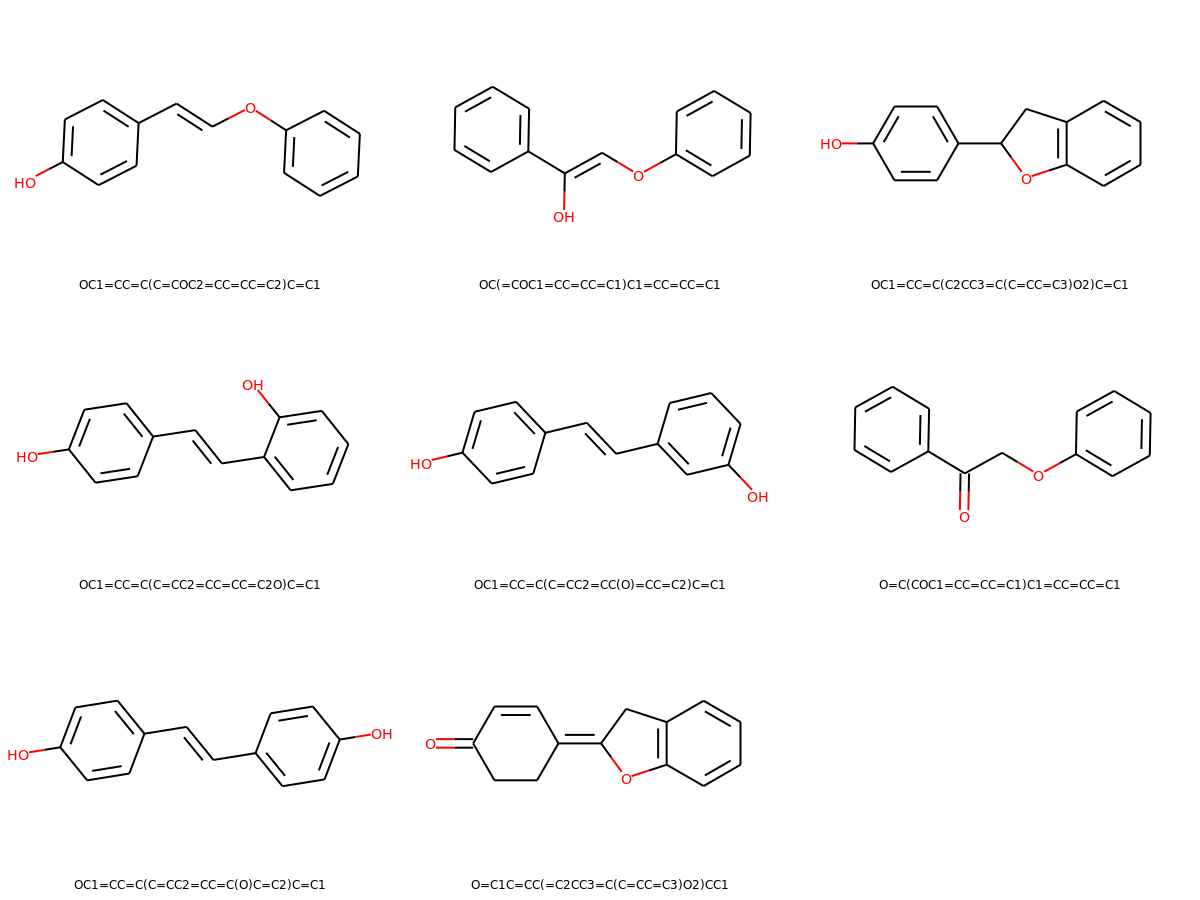 HO O
OH O
HO O
OC1=CC=C(C=COC2=CC=CC=C2)C=C1
OC(=COC1=CC=CC=C1)C1=CC=CC=C1
OC1=CC=C(C2CC3=C(C=CC=C3)O2)C=C1
HO OH
HO OH
O O
OC1=CC=C(C=CC2=CC=CC=C2O)C=C1
OC1=CC=C(C=CC2=CC(O)=CC=C2)C=C1
O=C(COC1=CC=CC=C1)C1=CC=CC=C1
HO OH
O O
OC1=CC=C(C=CC2=CC=C(O)C=C2)C=C1
O=C1C=CC(=C2CC3=C(C=CC=C3)O2)CC1